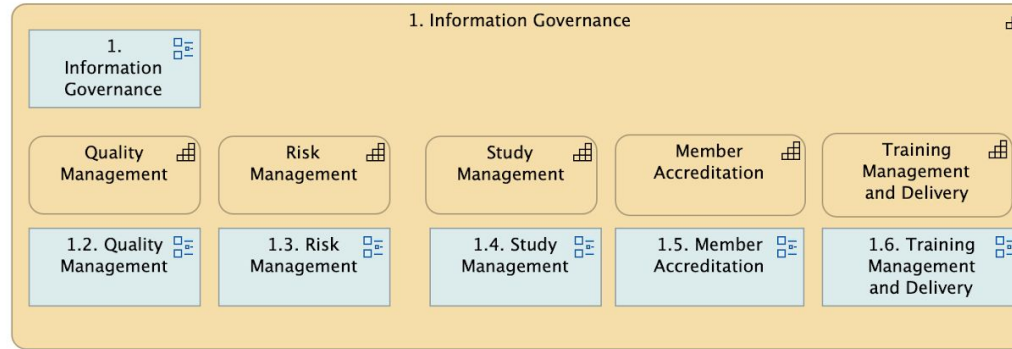 1. Information Governance
1.
Information
Governance
Quality
Management
Risk
Management
Study
Management
Member
Accreditation
Training
Management
and Delivery
1.2. Quality
Management
1.3. Risk
Management
1.4. Study
Management
1.5. Member
Accreditation
1.6. Training
Management
and Delivery